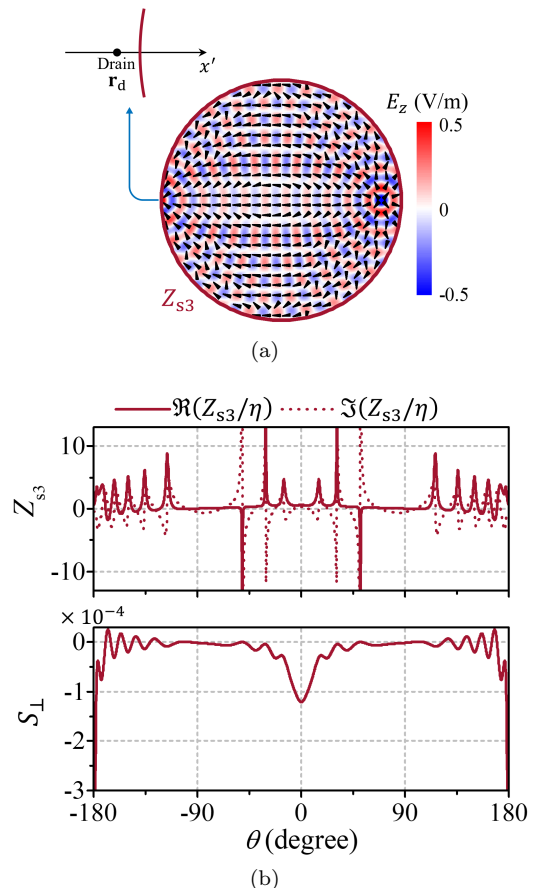 Drain
r_d
x′
E_z (V/m)
0.5
0
-0.5
Z_s3
(a)
ℜ(Z_s3/η) ℑ(Z_s3/η)
Z_s3
10
0
-10
× 10⁻⁴
S_⊥
0
-1
-2
-3
-180 -90 0 90 180
θ (degree)
(b)